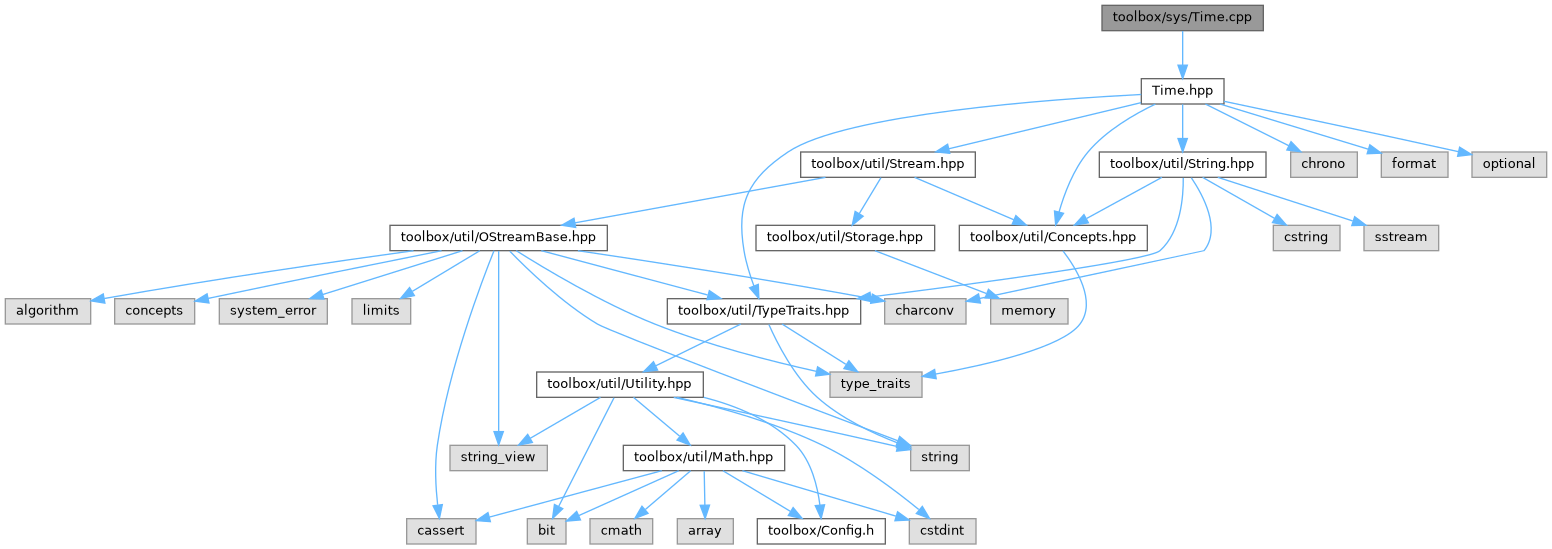 toolbox/sys/Time.cpp
Time.hpp
toolbox/util/Stream.hpp
toolbox/util/String.hpp
chrono
format
optional
toolbox/util/OStreamBase.hpp
toolbox/util/Storage.hpp
toolbox/util/Concepts.hpp
cstring
sstream
algorithm
concepts
system_error
limits
toolbox/util/TypeTraits.hpp
charconv
memory
toolbox/util/Utility.hpp
type_traits
string_view
toolbox/util/Math.hpp
string
cassert
bit
cmath
array
toolbox/Config.h
cstdint